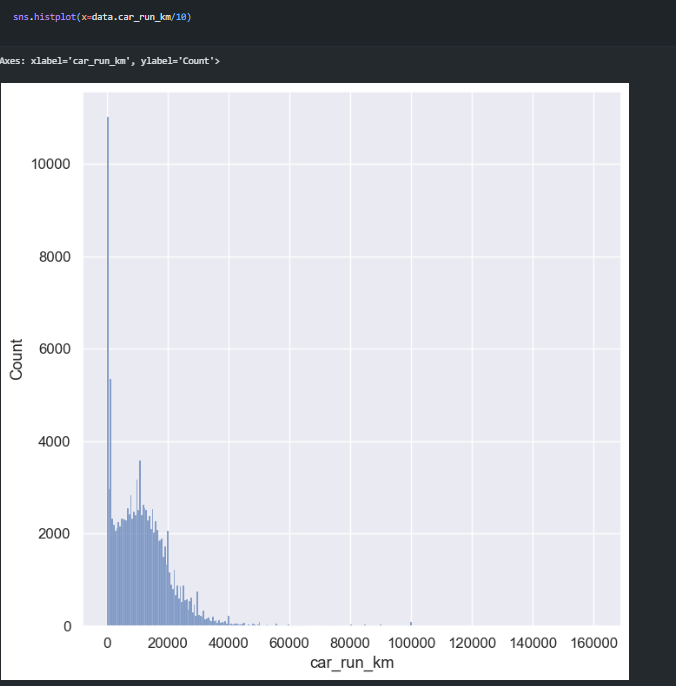 sns.histplot(x=data.car_run_km/10)
Axes: xlabel='car_run_km', ylabel='Count'>
10000
8000
6000
4000
2000
0
Count
0 20000 40000 60000 80000 100000 120000 140000 160000
car_run_km